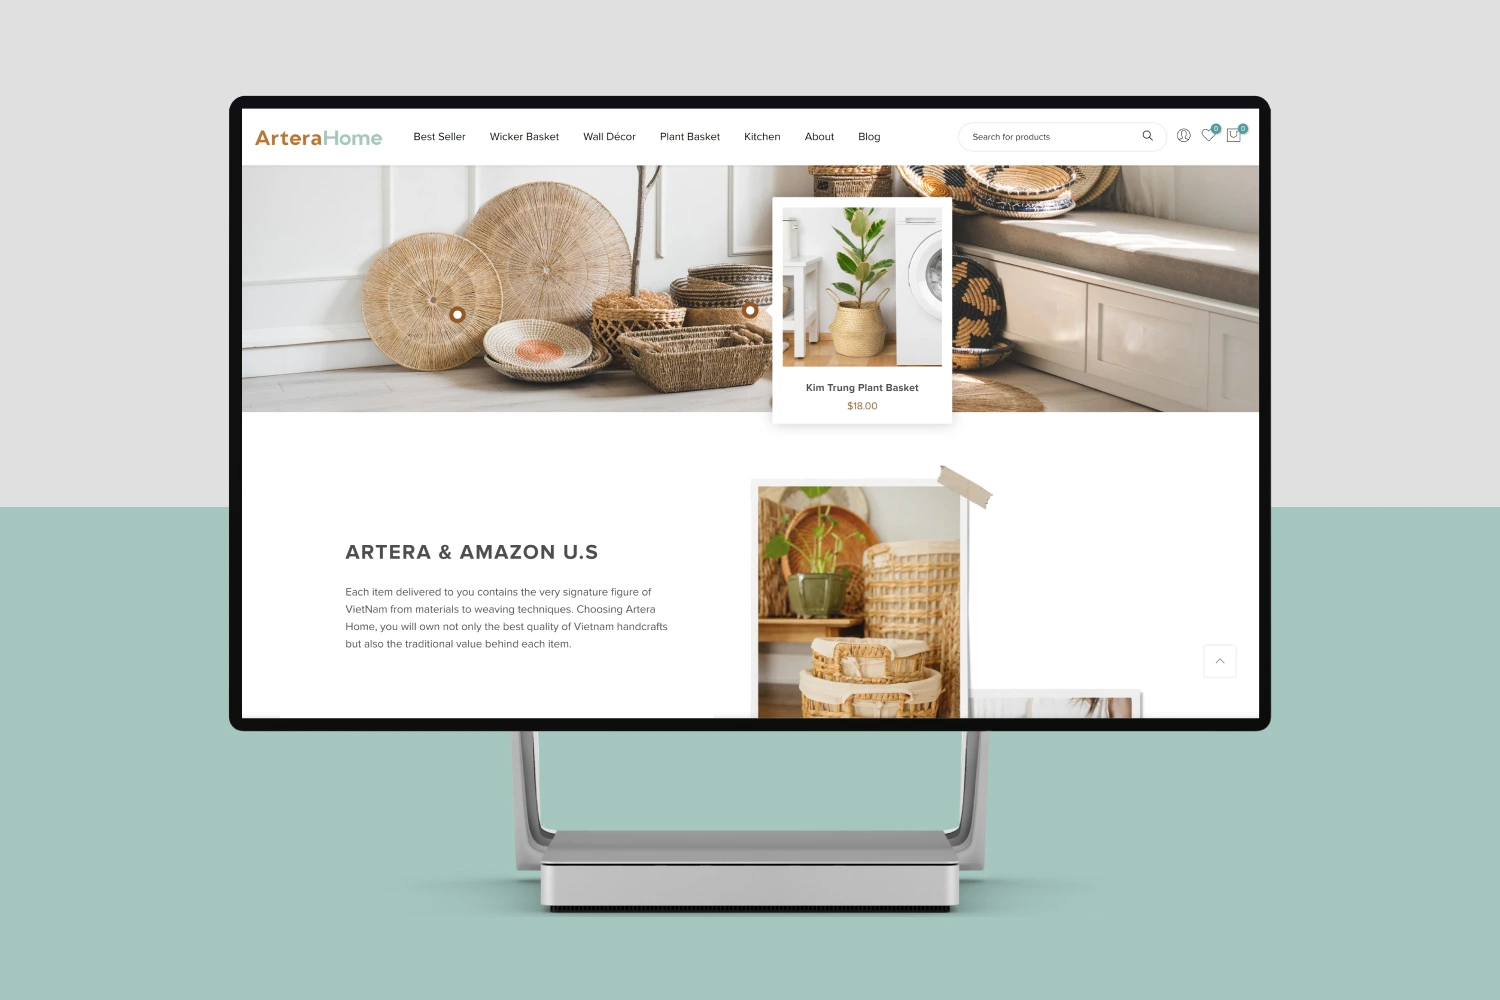 ArteraHome
Best Seller
Wicker Basket
Wall Décor
Plant Basket
Kitchen
About
Blog
Search for products
0
0
Kim Trung Plant Basket
$18.00
ARTERA & AMAZON U.S
Each item delivered to you contains the very signature figure of
VietNam from materials to weaving techniques. Choosing Artera
Home, you will own not only the best quality of Vietnam handcrafts
but also the traditional value behind each item.